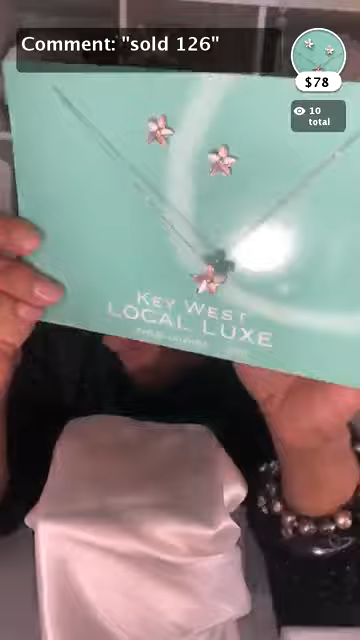 Comment: "sold 126"
$78
10
total
KEY WEST
LOCAL LUXE